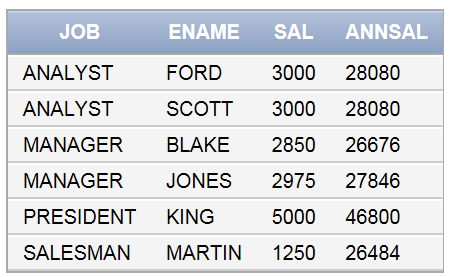 JOB ENAME SAL ANNSAL
ANALYST FORD 3000 28080
ANALYST SCOTT 3000 28080
MANAGER BLAKE 2850 26676
MANAGER JONES 2975 27846
PRESIDENT KING 5000 46800
SALESMAN MARTIN 1250 26484